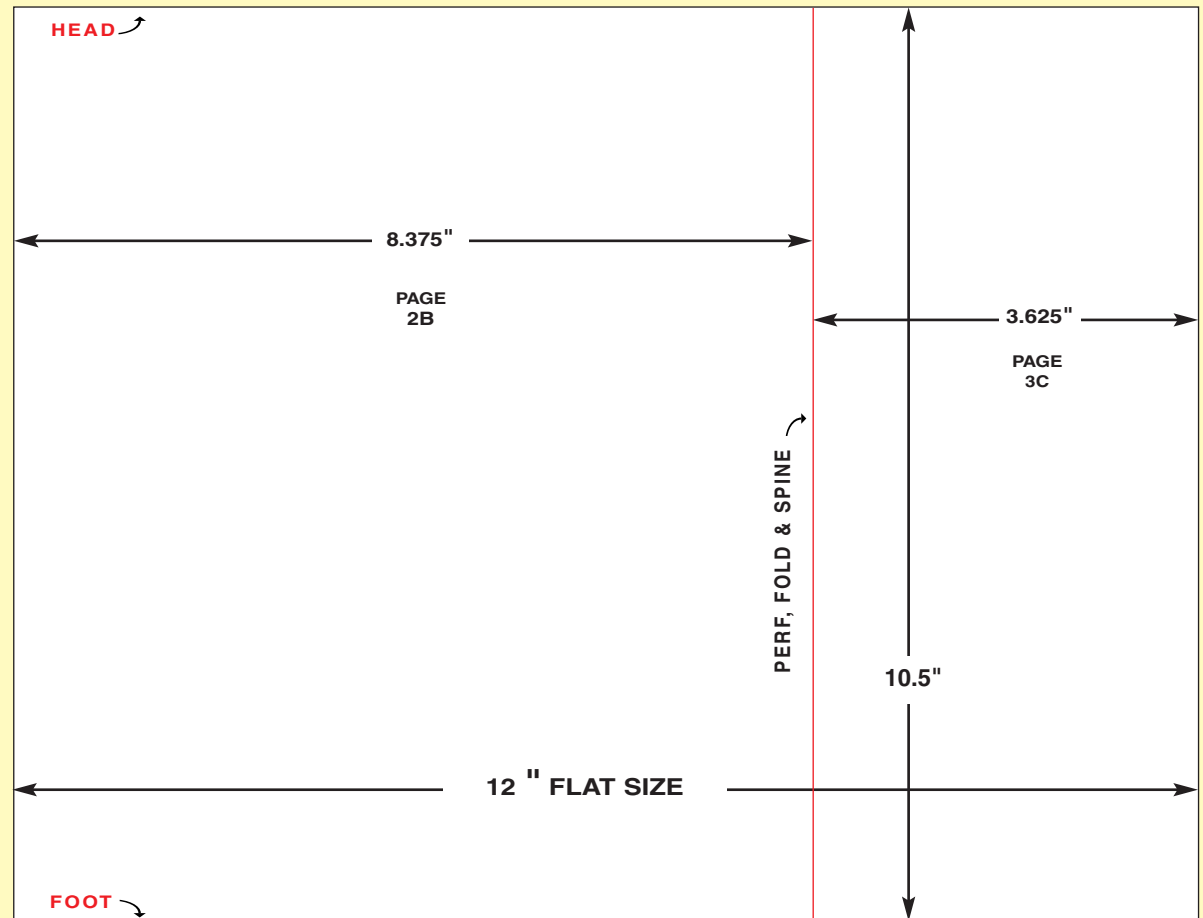 HEAD
8.375"
PAGE
2B
3.625"
PAGE
3C
PERF, FOLD & SPINE
10.5"
12 " FLAT SIZE
FOOT